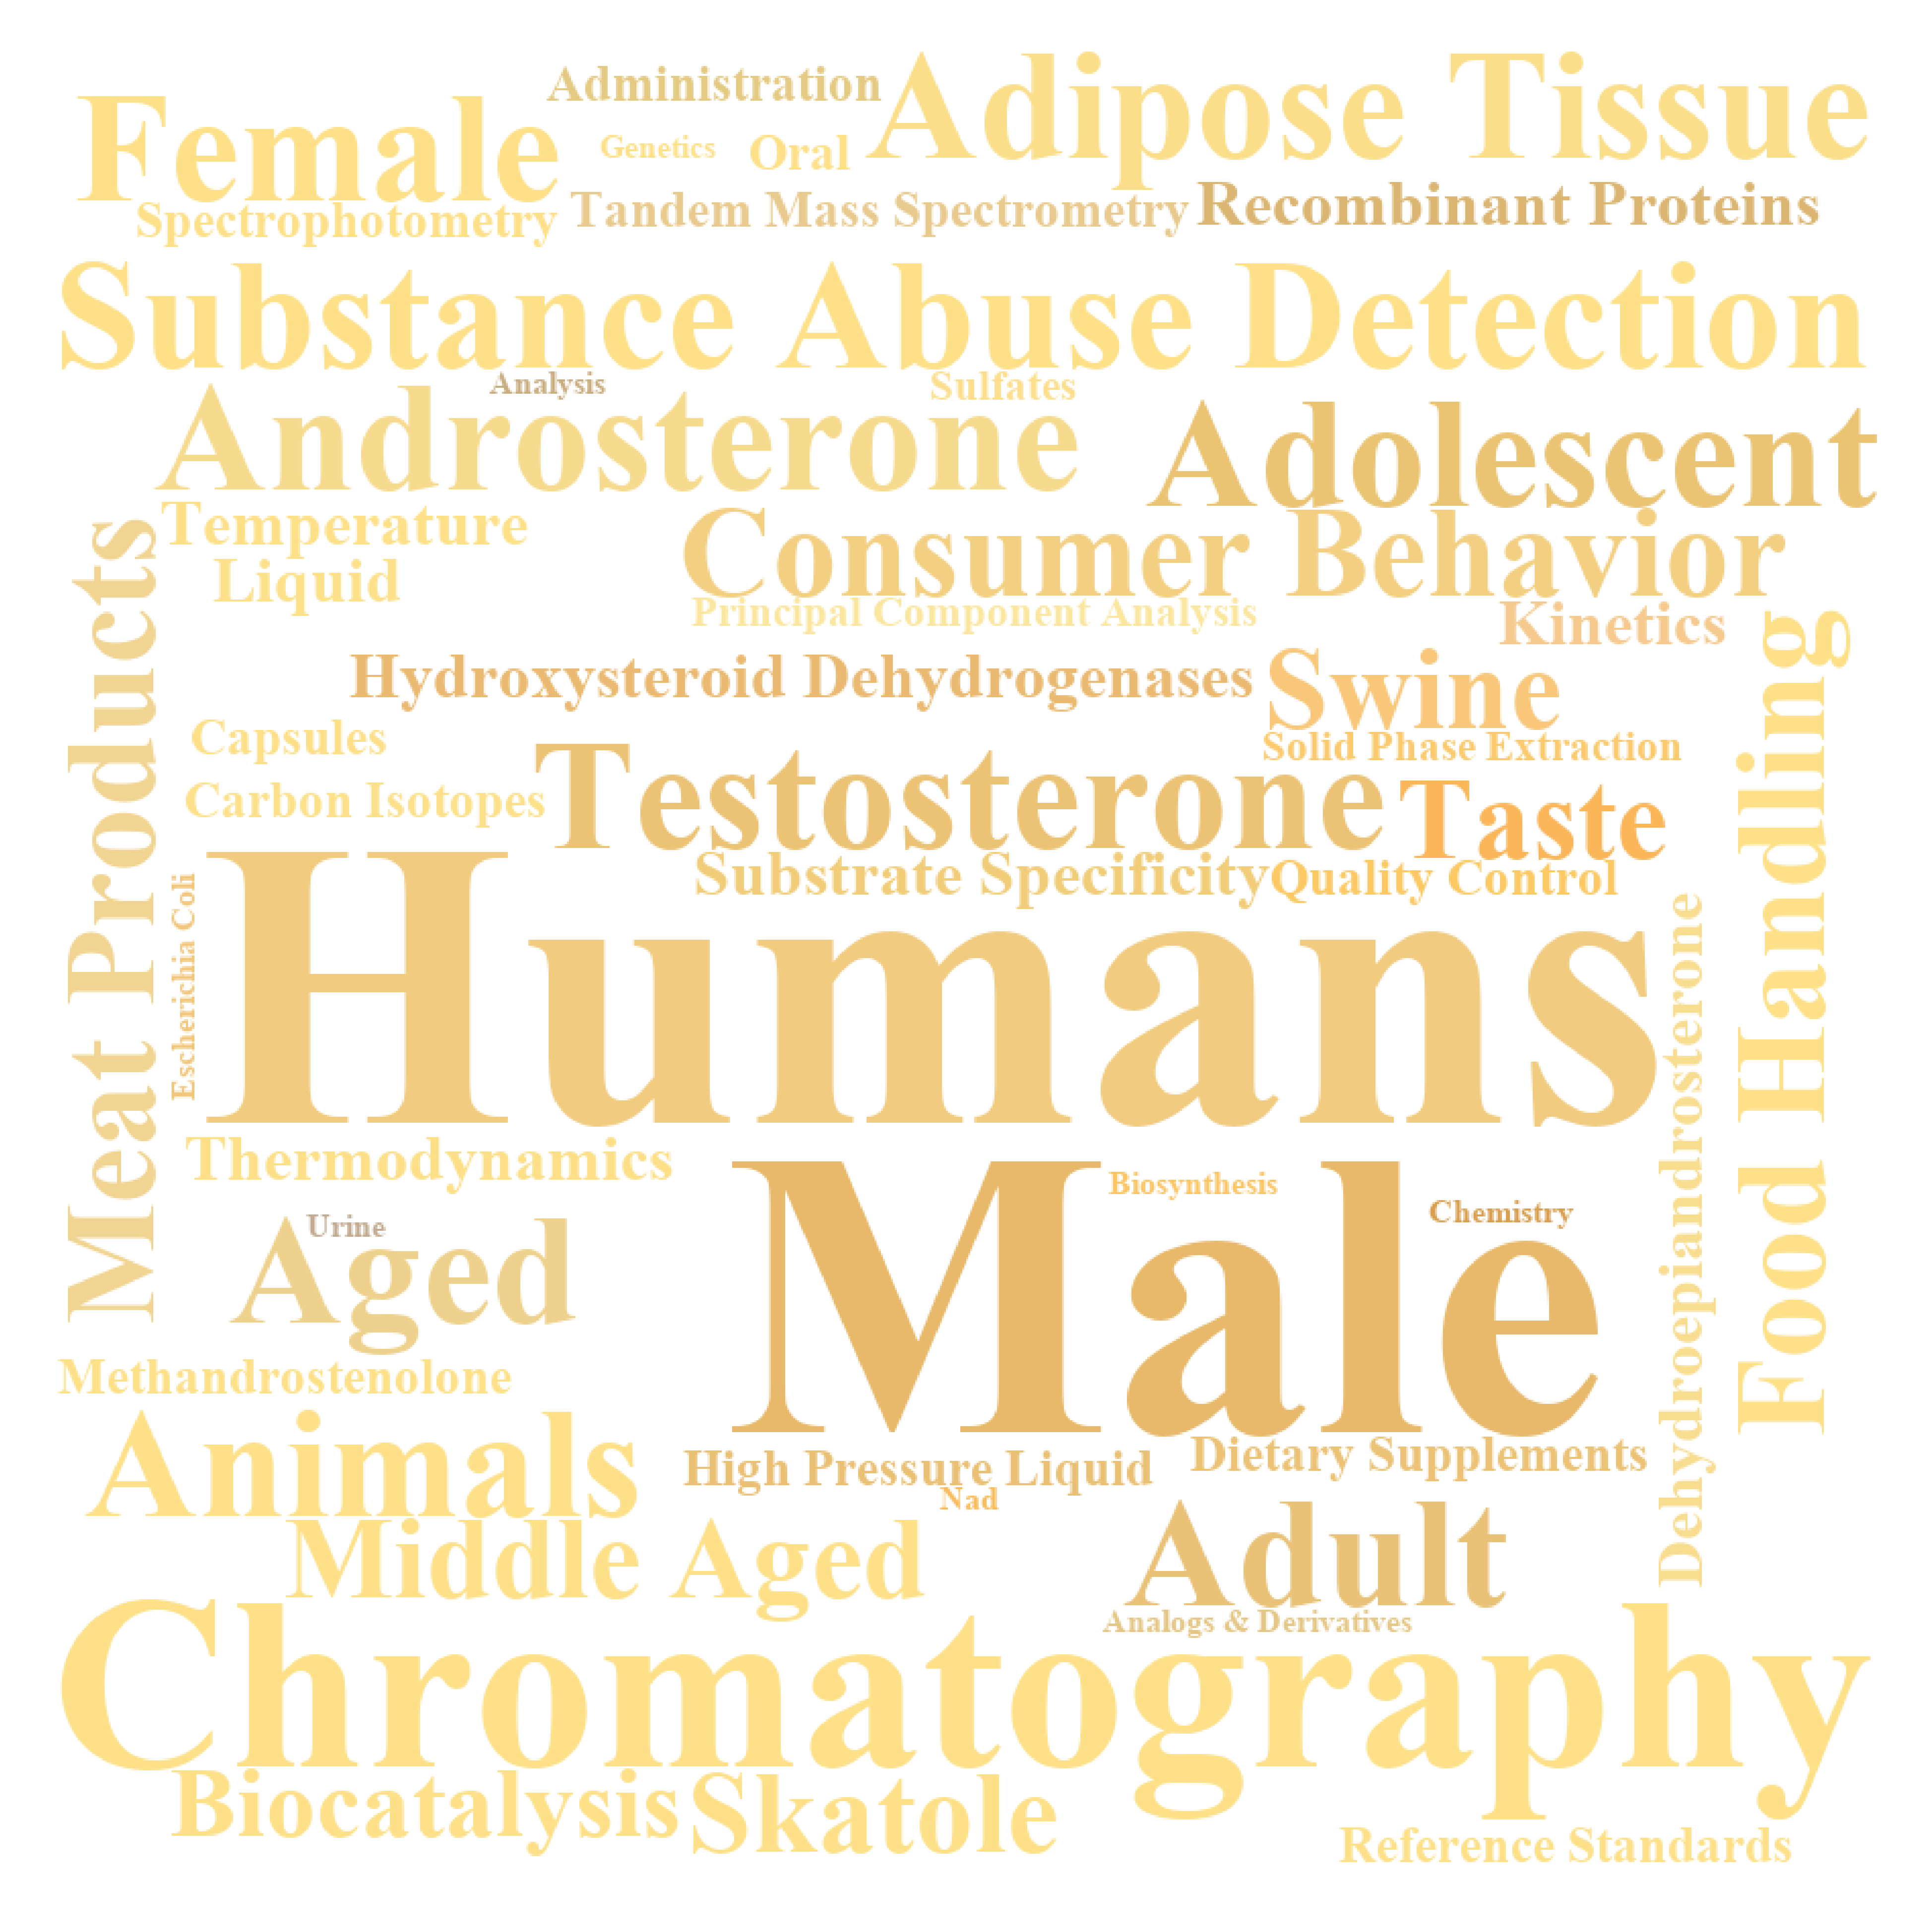 Administration
Adipose Tissue
Female
Genetics
Oral
Spectrophotometry
Tandem Mass Spectrometry
Recombinant Proteins
Substance Abuse Detection
Analysis
Sulfates
Androsterone
Adolescent
Temperature
Consumer Behavior
Liquid
Principal Component Analysis
Kinetics
Meat Products
Food Handling
Hydroxysteroid Dehydrogenases
Swine
Capsules
Solid Phase Extraction
Testosterone
Carbon Isotopes
Taste
Substrate Specificity
Quality Control
Escherichia Coli
Humans
Dehydroepiandrosterone
Thermodynamics
Male
Biosynthesis
Chemistry
Urine
Aged
Methandrostenolone
Animals
High Pressure Liquid
Dietary Supplements
Nad
Middle Aged
Adult
Analogs & Derivatives
Chromatography
Biocatalysis
Skatole
Reference Standards